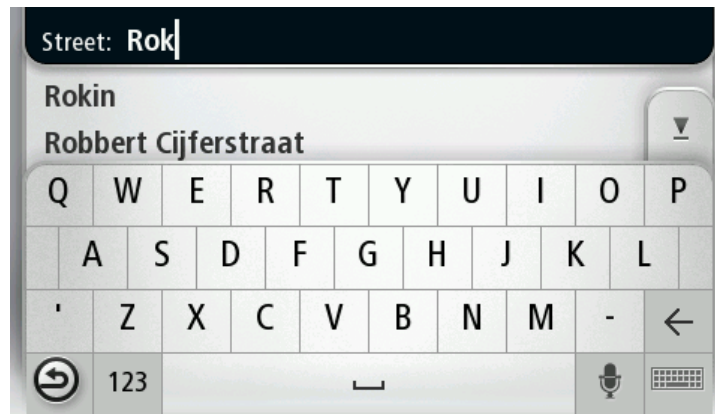 Street: Rok
Rokin
Robbert Cijferstraat
Q W E R T Y U I O P
A S D F G H J K L
' Z X C V B N M -
123